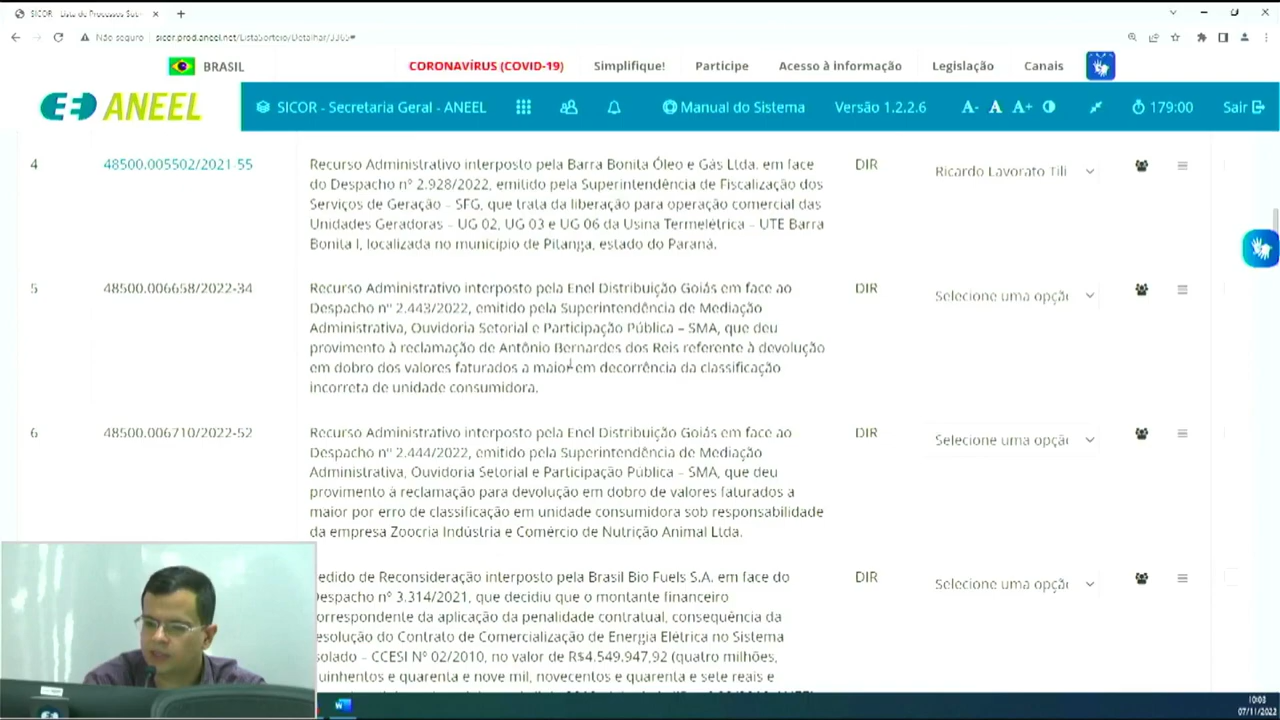 SICOR - Lista de Processos Sor
Não seguro sicor.prod.aneel.net/ListaSorteio/Detalhar/3365#
BRASIL CORONAVÍRUS (COVID-19) Simplifique! Participe Acesso à informação Legislação Canais
ANEEL SICOR - Secretaria Geral - ANEEL Manual do Sistema Versão 1.2.2.6 A- A A+ 179:00 Sair
4 48500.005502/2021-55 Recurso Administrativo interposto pela Barra Bonita Óleo e Gás Ltda. em face DIR Ricardo Lavorato Tili
do Despacho nº 2.928/2022, emitido pela Superintendência de Fiscalização dos
Serviços de Geração – SFG, que trata da liberação para operação comercial das
Unidades Geradoras – UG 02, UG 03 e UG 06 da Usina Termelétrica – UTE Barra
Bonita I, localizada no município de Pitanga, estado do Paraná.
5 48500.006658/2022-34 Recurso Administrativo interposto pela Enel Distribuição Goiás em face ao DIR Selecione uma opçã
Despacho nº 2.443/2022, emitido pela Superintendência de Mediação
Administrativa, Ouvidoria Setorial e Participação Pública – SMA, que deu
provimento à reclamação de Antônio Bernardes dos Reis referente à devolução
em dobro dos valores faturados a maior em decorrência da classificação
incorreta de unidade consumidora.
6 48500.006710/2022-52 Recurso Administrativo interposto pela Enel Distribuição Goiás em face ao DIR Selecione uma opçã
Despacho nº 2.444/2022, emitido pela Superintendência de Mediação
Administrativa, Ouvidoria Setorial e Participação Pública – SMA, que deu
provimento à reclamação para devolução em dobro de valores faturados a
maior por erro de classificação em unidade consumidora sob responsabilidade
da empresa Zoocria Indústria e Comércio de Nutrição Animal Ltda.
edido de Reconsideração interposto pela Brasil Bio Fuels S.A. em face do DIR Selecione uma opçã
espacho nº 3.314/2021, que decidiu que o montante financeiro
orrespondente da aplicação da penalidade contratual, consequência da
esolução do Contrato de Comercialização de Energia Elétrica no Sistema
solado – CCESI Nº 02/2010, no valor de R$4.549.947,92 (quatro milhões,
uinhentos e quarenta e nove mil, novecentos e quarenta e sete reais e
10:03
07/11/2022